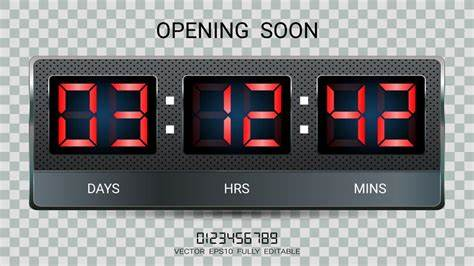 OPENING SOON
03 : 12 : 42
DAYS HRS MINS
0123456789
VECTOR EPS10 FULLY EDITABLE